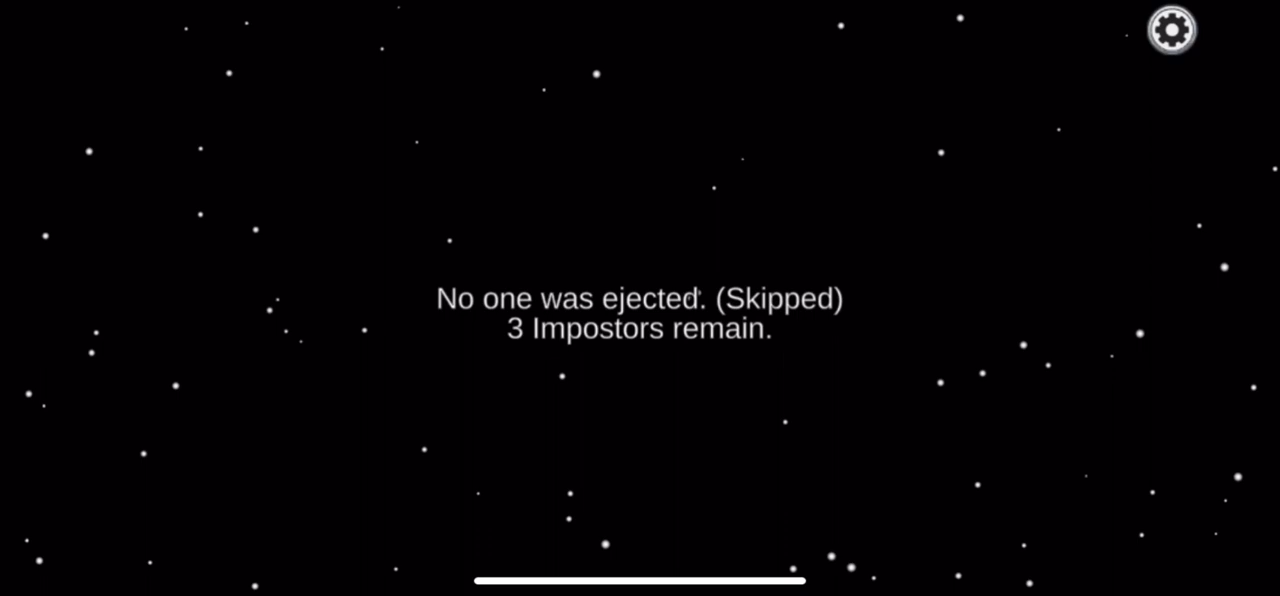 No one was ejected. (Skipped)
3 Impostors remain.